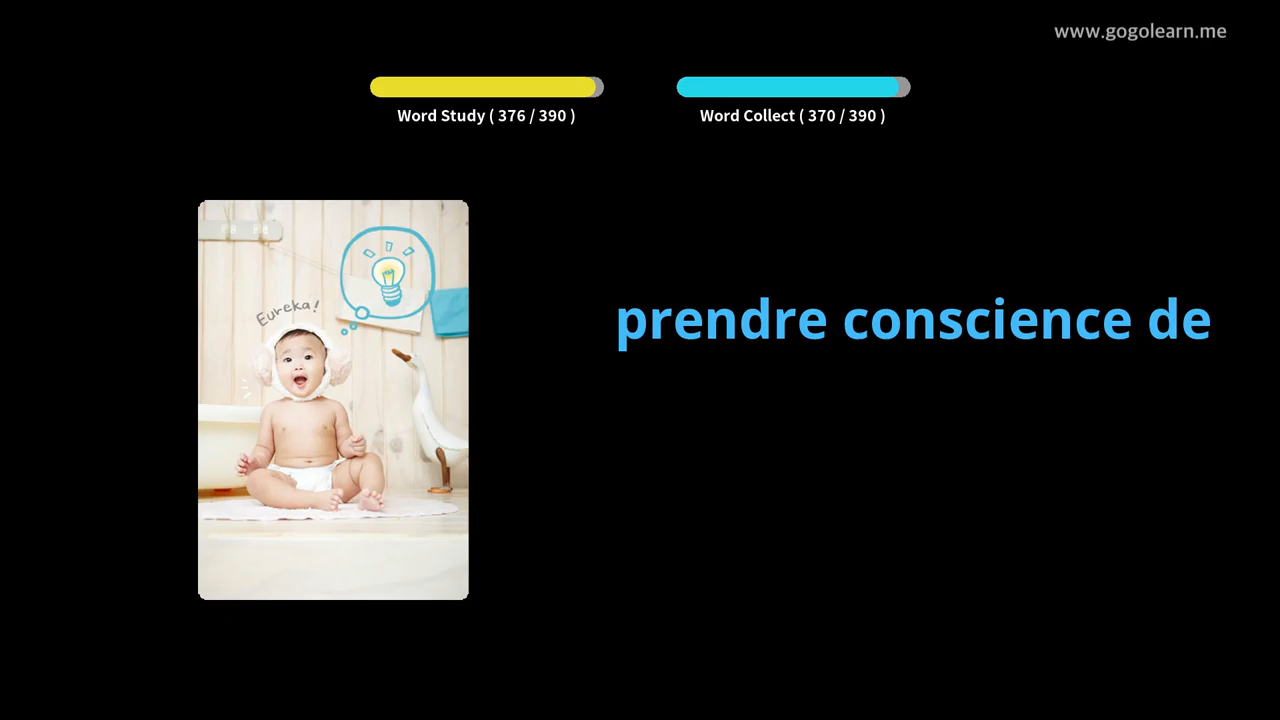 www.gogolearn.me
Word Study ( 376 / 390 )
Word Collect ( 370 / 390 )
Eureka!
prendre conscience de